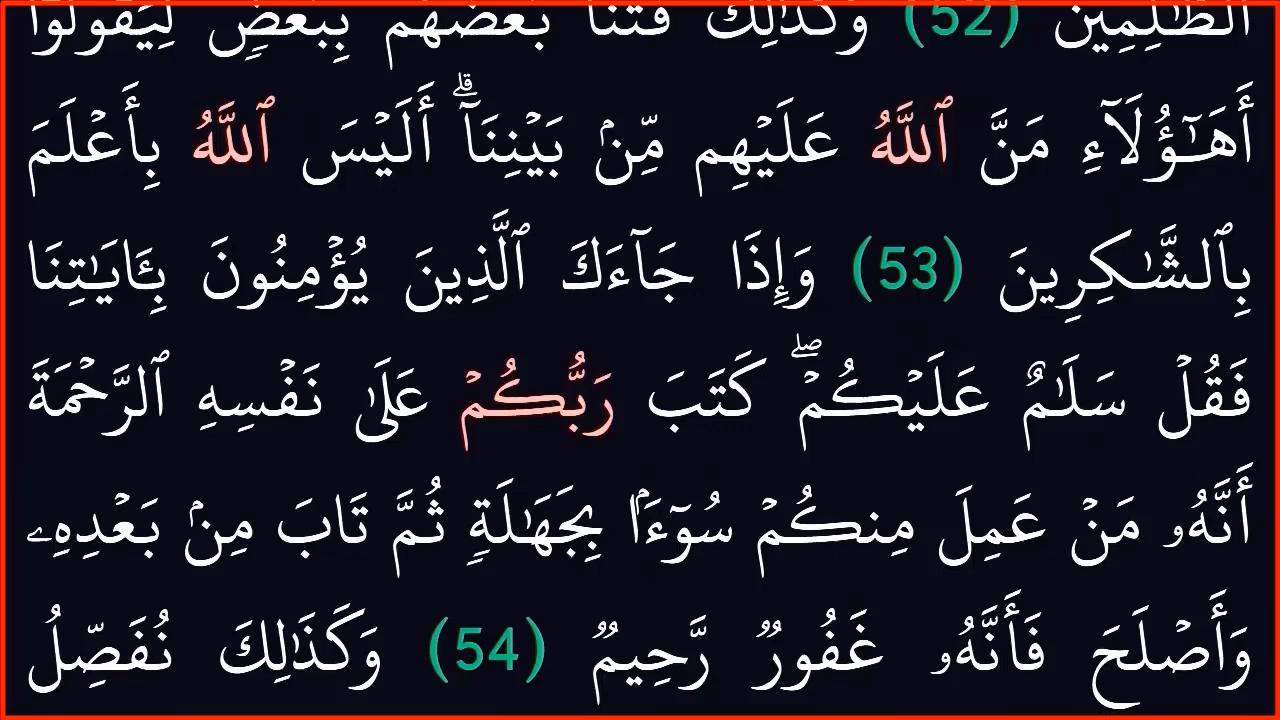 ٱلظَّٰلِمِينَ (52) وَكَذَٰلِكَ فَتَنَّا بَعْضَهُم بِبَعْضٍ لِّيَقُولُوٓا۟
أَهَـٰٓؤُلَآءِ مَنَّ ٱللَّهُ عَلَيْهِم مِّنۢ بَيْنِنَآ ۗ أَلَيْسَ ٱللَّهُ بِأَعْلَمَ
بِٱلشَّـٰكِرِينَ (53) وَإِذَا جَآءَكَ ٱلَّذِينَ يُؤْمِنُونَ بِـَٔايَـٰتِنَا
فَقُلْ سَلَـٰمٌ عَلَيْكُمْ ۖ كَتَبَ رَبُّكُمْ عَلَىٰ نَفْسِهِ ٱلرَّحْمَةَ
أَنَّهُۥ مَنْ عَمِلَ مِنكُمْ سُوٓءًۢا بِجَهَـٰلَةٍ ثُمَّ تَابَ مِنۢ بَعْدِهِۦ
وَأَصْلَحَ فَأَنَّهُۥ غَفُورٌ رَّحِيمٌ (54) وَكَذَٰلِكَ نُفَصِّلُ